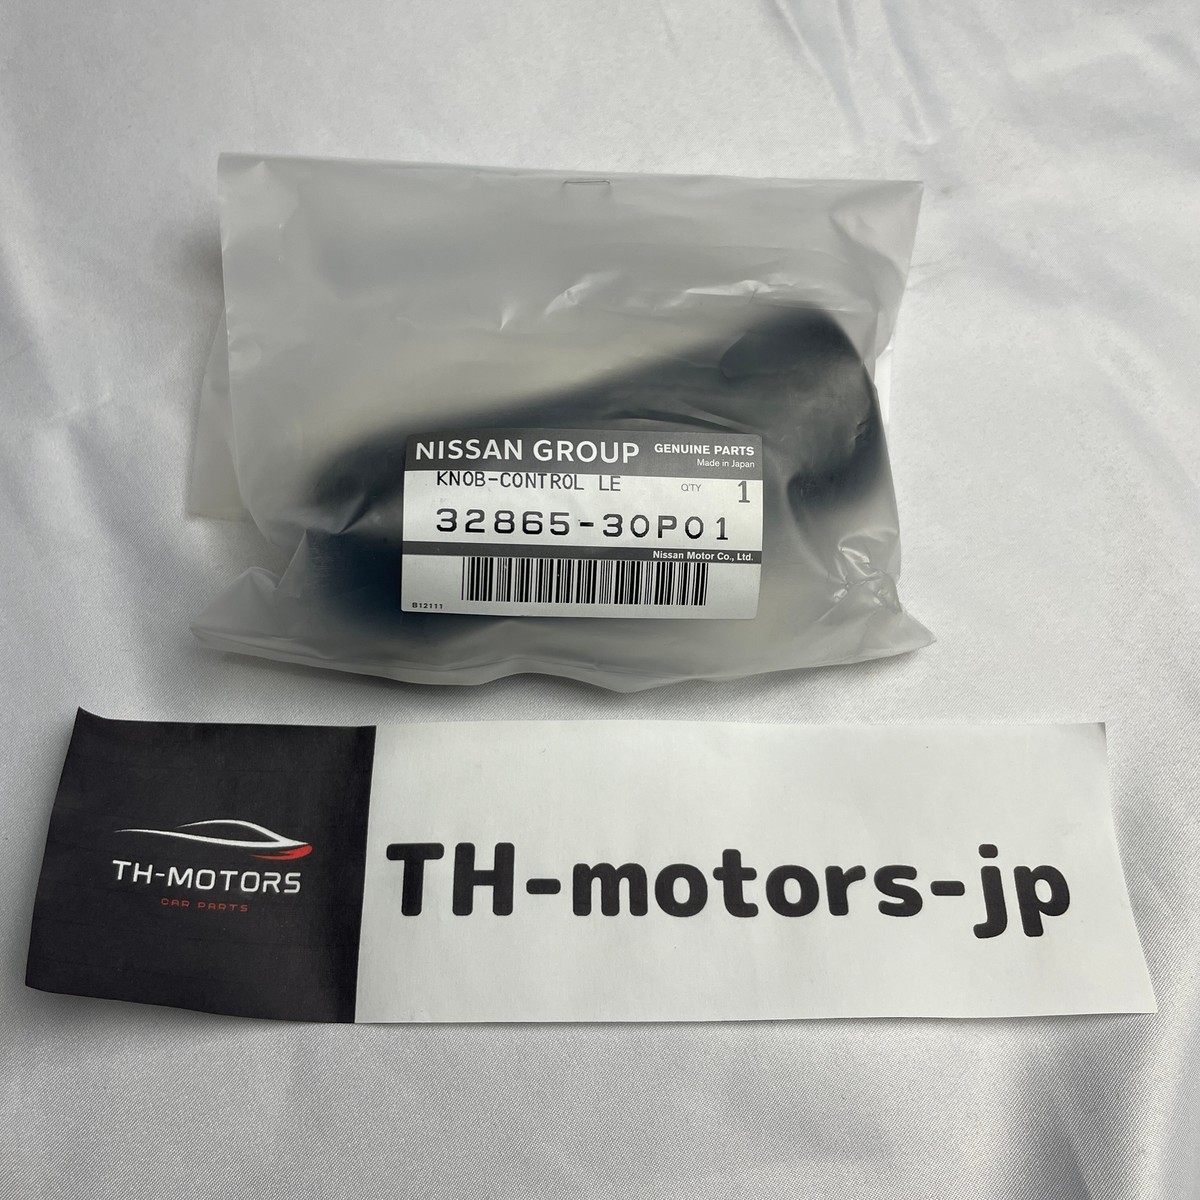 NISSAN GROUP GENUINE PARTS
Made in Japan
KNOB-CONTROL LE Q'TY 1
32865-30P01
Nissan Motor Co., Ltd.
B12111
TH-MOTORS
CAR PARTS
TH-motors-jp